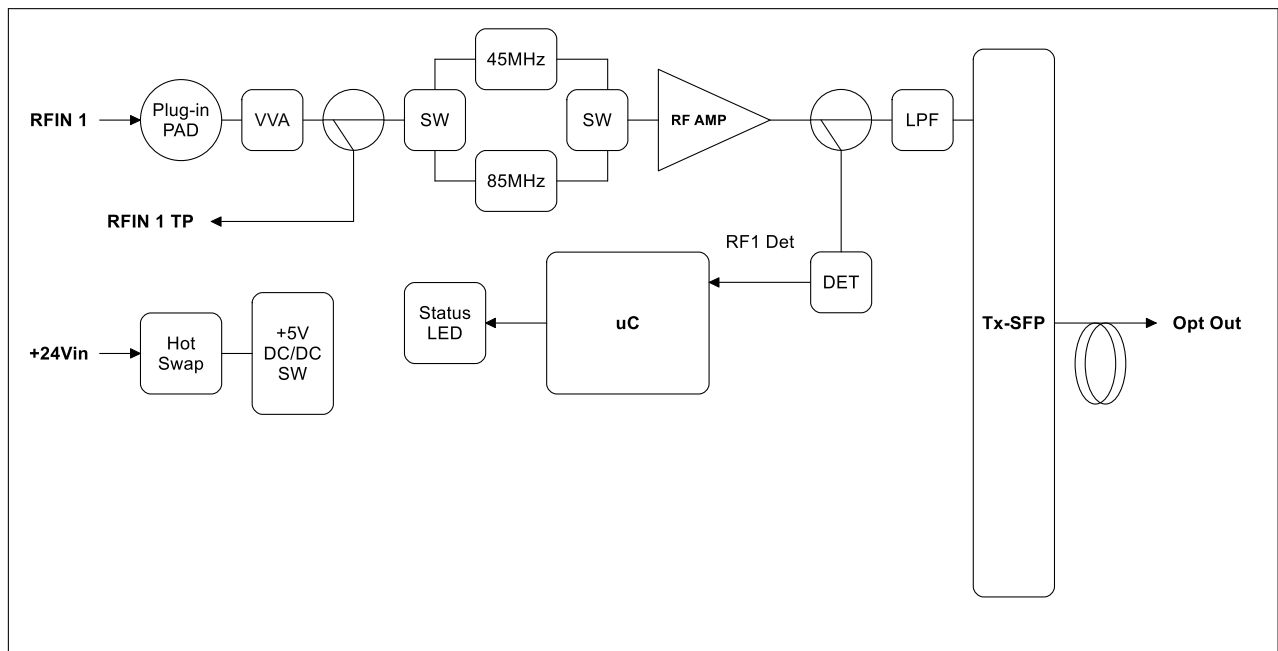 45MHz
RFIN 1
Plug-in
PAD
VVA
SW
SW
RF AMP
LPF
85MHz
RFIN 1 TP
RF1 Det
DET
Status
LED
uC
Tx-SFP
Opt Out
+24Vin
Hot
Swap
+5V
DC/DC
SW